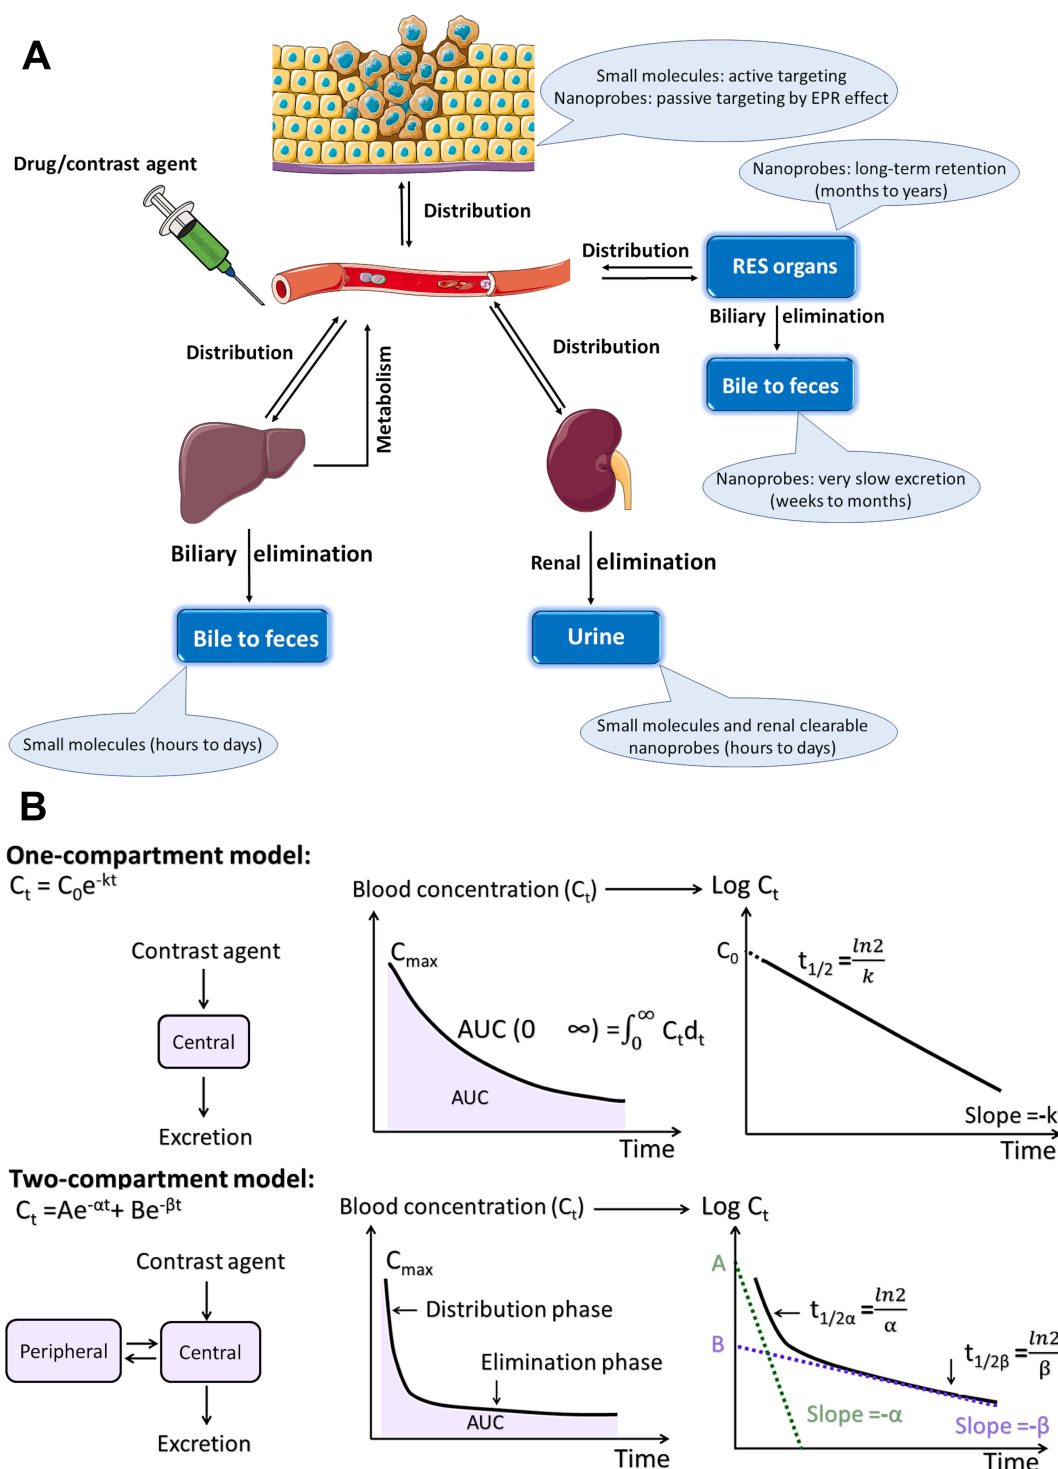 A
Small molecules: active targeting
Nanoprobes: passive targeting by EPR effect
Drug/contrast agent
Nanoprobes: long-term retention
(months to years)
Distribution
Distribution
RES organs
Biliary elimination
Distribution
Metabolism
Distribution
Bile to feces
Nanoprobes: very slow excretion
(weeks to months)
Biliary elimination
Renal elimination
Bile to feces
Urine
Small molecules (hours to days)
Small molecules and renal clearable
nanoprobes (hours to days)
B
One-compartment model:
Cₜ = C₀e^-kt
Blood concentration (Cₜ)
Log Cₜ
Contrast agent
Central
Excretion
Cmax
AUC (0 ∞) = ∫₀^∞ Cₜdₜ
AUC
Time
C₀
t₁/₂ = ln2/k
Slope =-k
Time
Two-compartment model:
Cₜ =Ae^-αt + Be^-βt
Blood concentration (Cₜ)
Log Cₜ
Contrast agent
Peripheral
Central
Excretion
Cmax
Distribution phase
Elimination phase
AUC
Time
A
B
t₁/₂α = ln2/α
t₁/₂β = ln2/β
Slope =-α
Slope =-β
Time